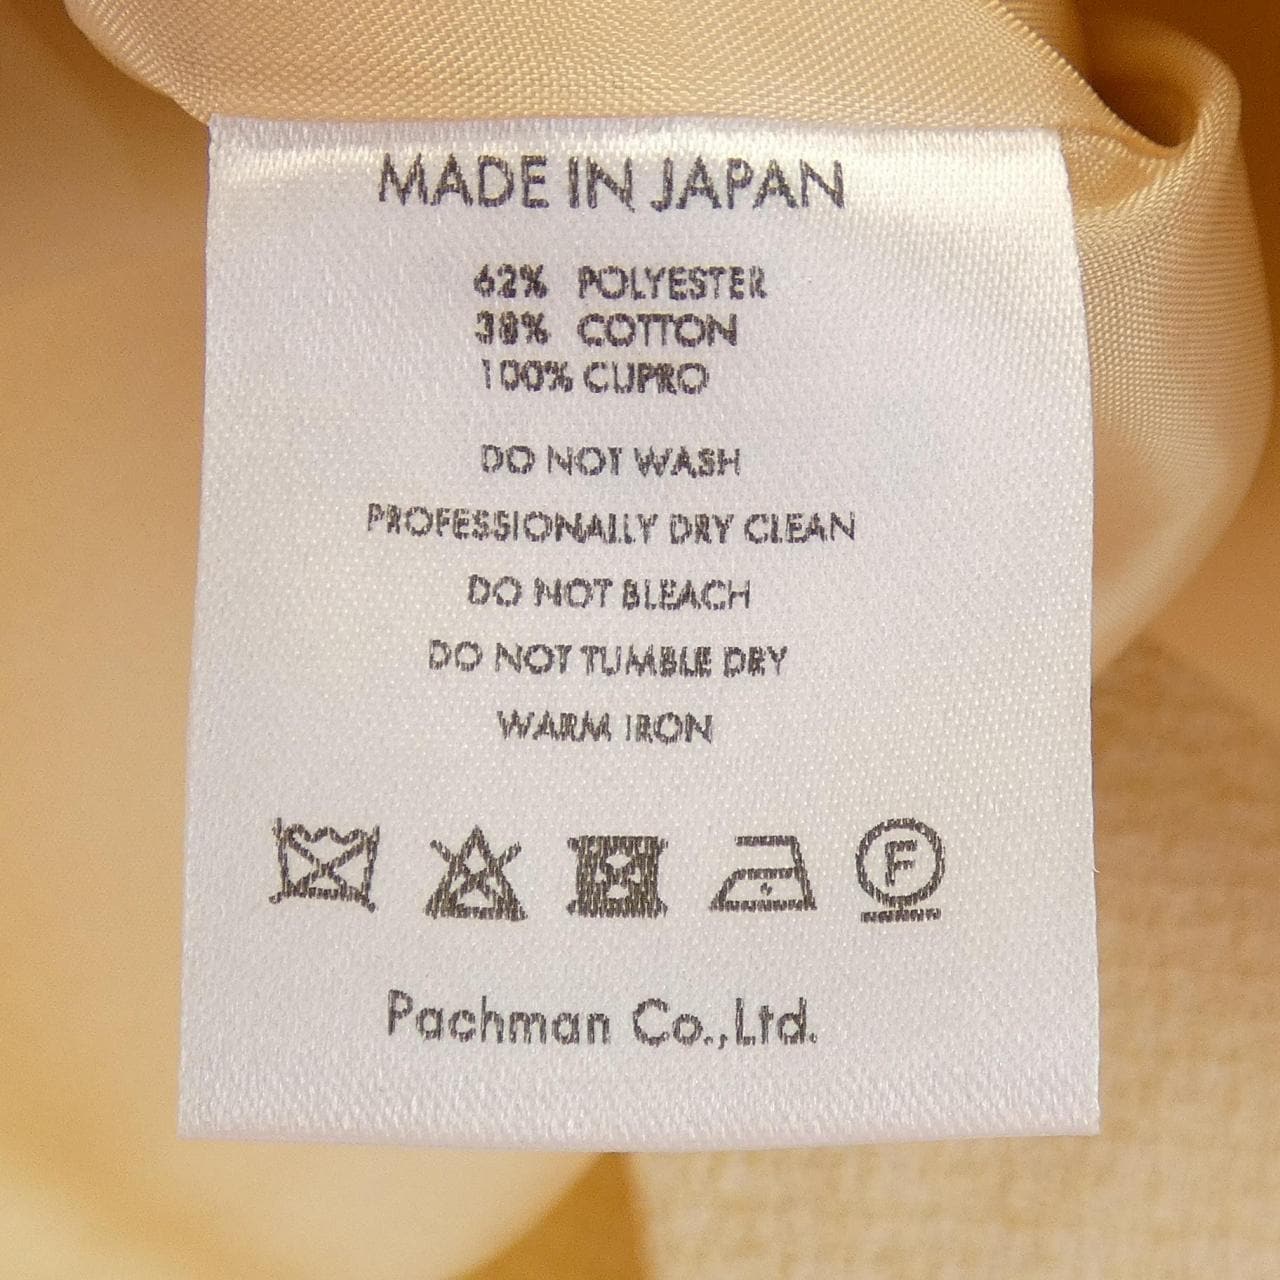 MADE IN JAPAN
62% POLYESTER
38% COTTON
100% CUPRO
DO NOT WASH
PROFESSIONALLY DRY CLEAN
DO NOT BLEACH
DO NOT TUMBLE DRY
WARM IRON
F
Pachman Co.,Ltd.